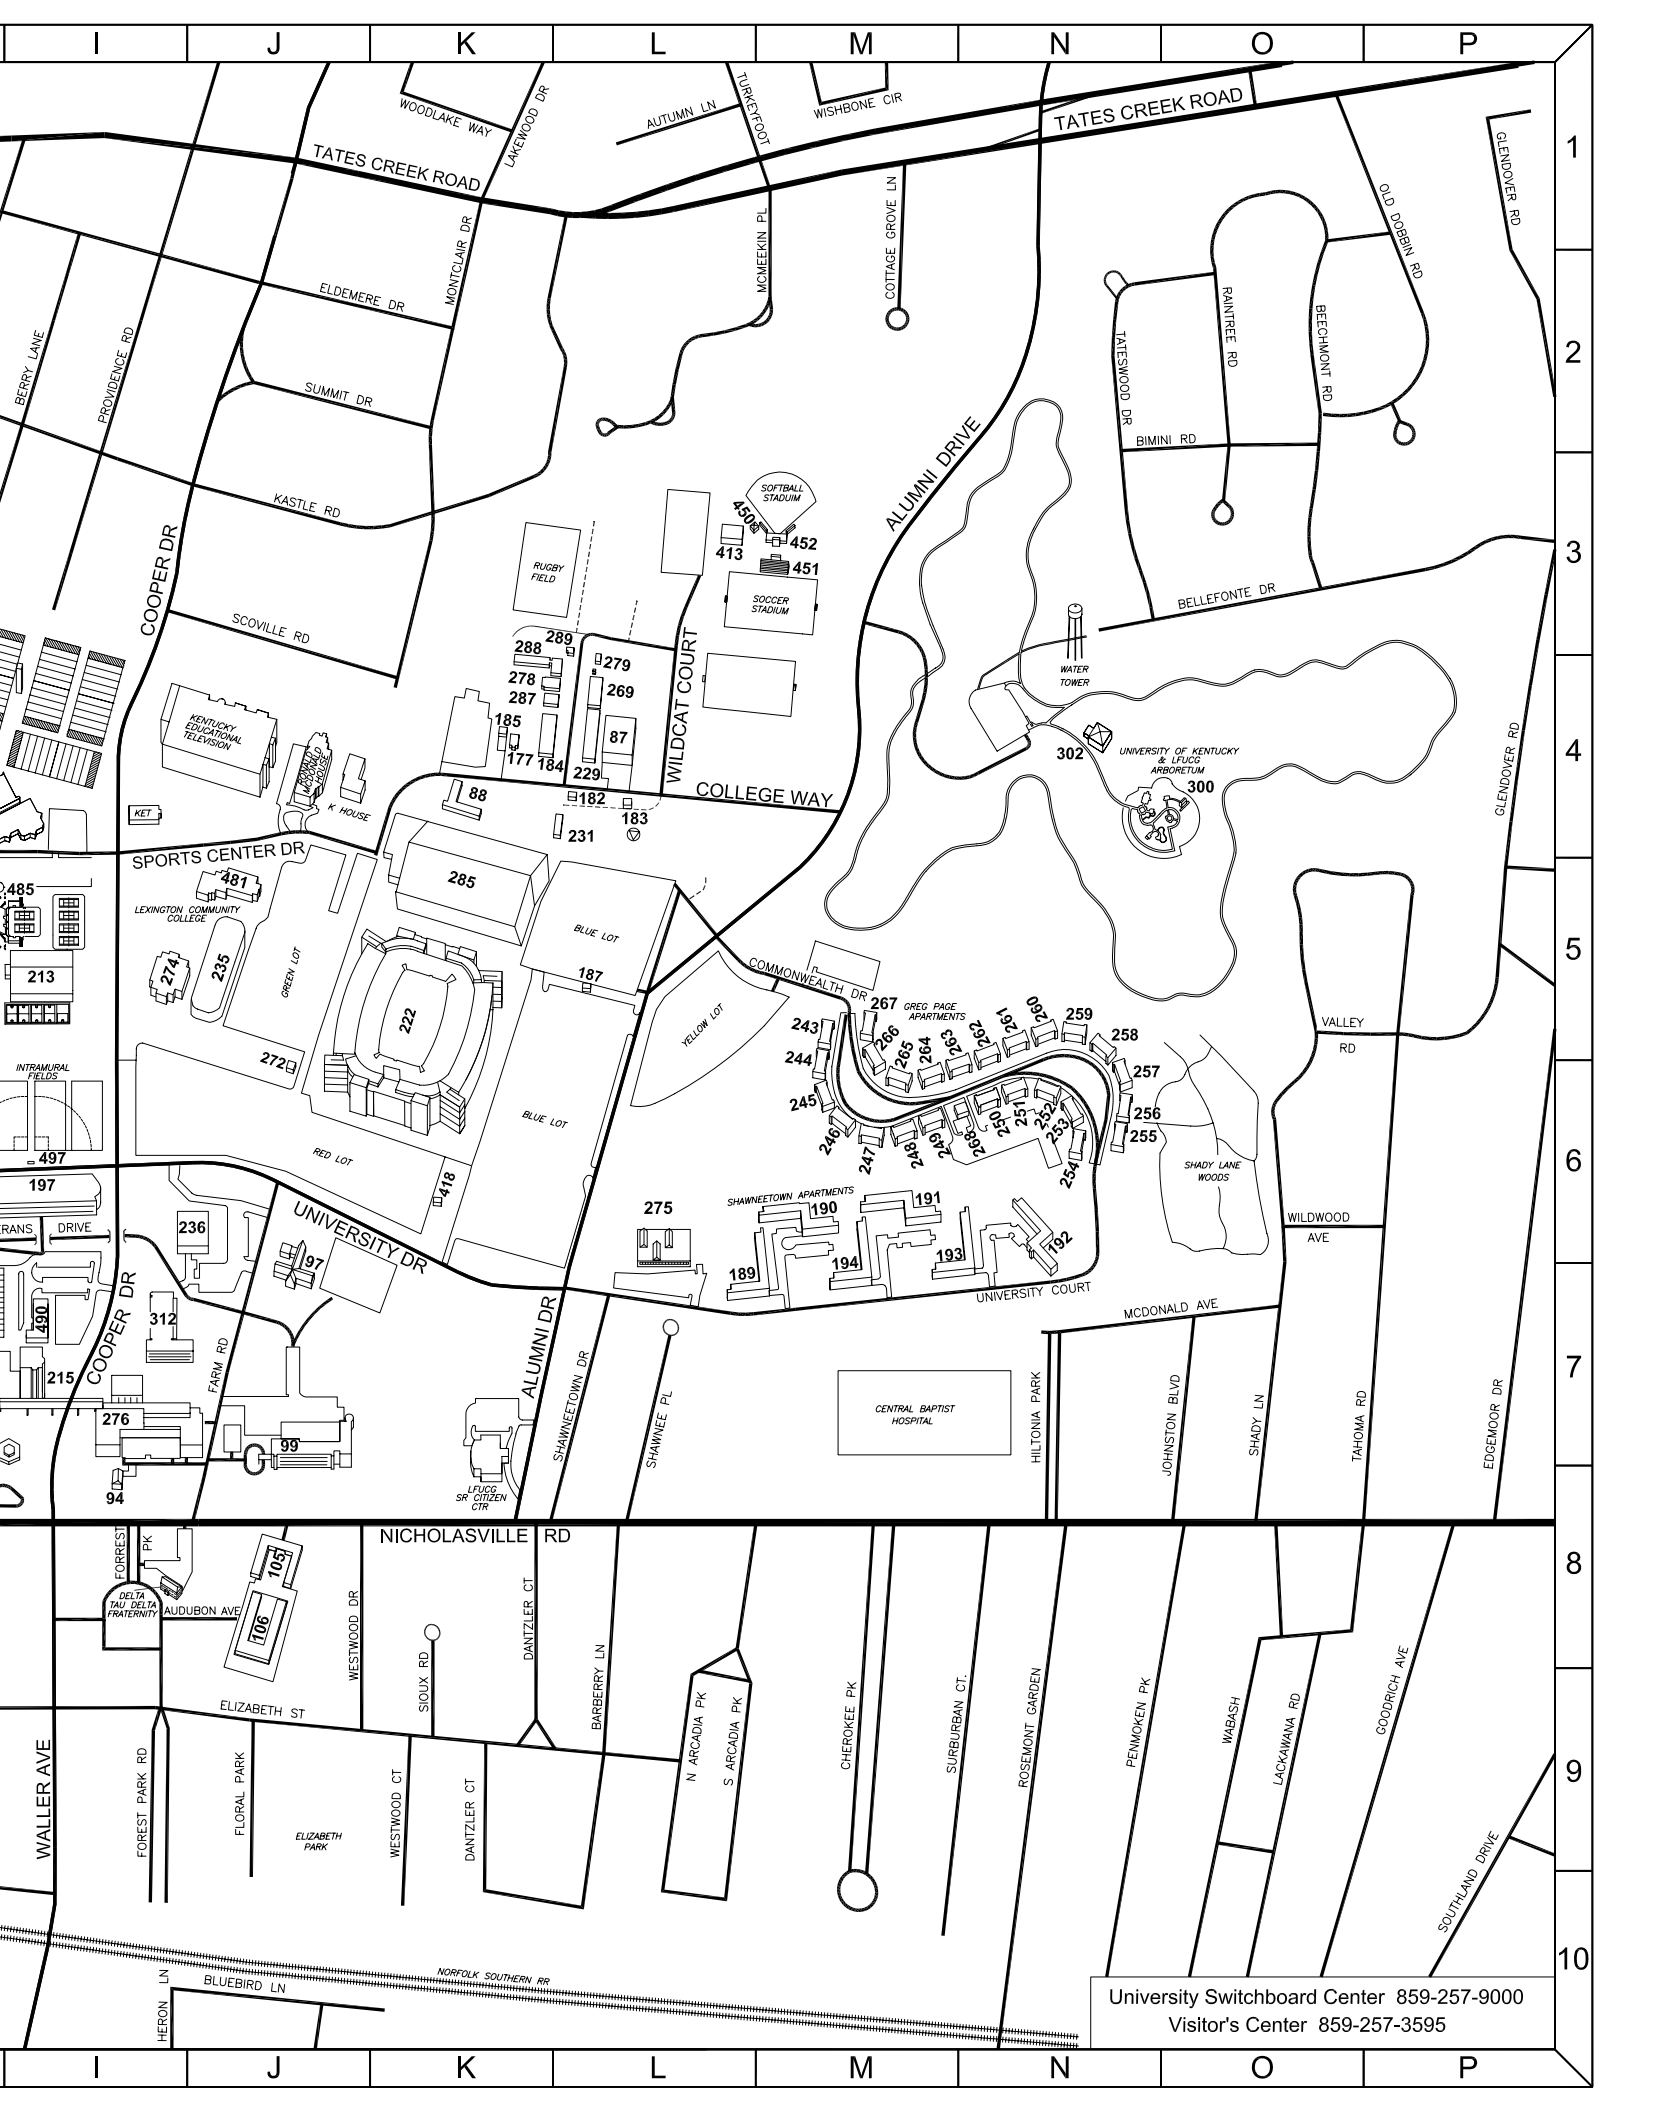 I
J
K
L
M
N
O
P
WOODLAKE WAY
LAKEWOOD DR
AUTUMN LN
TURKEYFOOT
WISHBONE CIR
TATES CREEK ROAD
TATES CREEK ROAD
GLENDOVER RD
1
MONTCLAIR DR
MCMEEKIN PL
COTTAGE GROVE LN
OLD DOBBIN RD
ELDEMERE DR
BERRY LANE
PROVIDENCE RD
SUMMIT DR
TATESWOOD DR
RAINTREE RD
BEECHMONT RD
2
BIMINI RD
ALUMNI DRIVE
KASTLE RD
COOPER DR
SOFTBALL
STADUIM
450
452
413
451
RUGBY
FIELD
SOCCER
STADIUM
3
BELLEFONTE DR
SCOVILLE RD
289
288
279
278
269
287
WILDCAT COURT
WATER
TOWER
KENTUCKY
EDUCATIONAL
TELEVISION
RONALD
MCDONALD
HOUSE
K HOUSE
185
87
177
184
229
302
UNIVERSITY OF KENTUCKY
& LFUCG
ARBORETUM
300
GLENDOVER RD
4
88
182
COLLEGE WAY
KET
183
231
SPORTS CENTER DR
485
481
285
LEXINGTON COMMUNITY
COLLEGE
BLUE LOT
213
274
235
GREEN LOT
187
COMMONWEALTH DR
5
222
YELLOW LOT
267
GREG PAGE
APARTMENTS
243
266
265
264
263
262
261
260
259
258
VALLEY
RD
272
244
257
INTRAMURAL
FIELDS
245
256
BLUE LOT
246
247
248
249
268
250
251
252
253
254
255
RED LOT
497
SHADY LANE
WOODS
6
197
418
SHAWNEETOWN APARTMENTS
190
191
275
ERANS
DRIVE
236
UNIVERSITY DR
WILDWOOD
AVE
97
189
194
193
192
UNIVERSITY COURT
MCDONALD AVE
490
COOPER DR
312
FARM RD
ALUMNI DR
SHAWNEETOWN DR
SHAWNEE PL
215
7
CENTRAL BAPTIST
HOSPITAL
HILTONIA PARK
JOHNSTON BLVD
SHADY LN
TAHOMA RD
EDGEMOOR DR
276
99
94
LFUCG
SR CITIZEN
CTR
NICHOLASVILLE RD
FORREST
PK
105
8
DELTA
TAU DELTA
FRATERNITY
AUDUBON AVE
106
WESTWOOD DR
SIOUX RD
DANTZLER CT
BARBERRY LN
N ARCADIA PK
S ARCADIA PK
CHEROKEE PK
SURBURBAN CT.
ROSEMONT GARDEN
PENMOKEN PK
WABASH
LACKAWANA RD
GOODRICH AVE
ELIZABETH ST
WALLER AVE
FOREST PARK RD
FLORAL PARK
ELIZABETH
PARK
WESTWOOD CT
DANTZLER CT
9
SOUTHLAND DRIVE
NORFOLK SOUTHERN RR
10
HERON LN
BLUEBIRD LN
University Switchboard Center 859-257-9000
Visitor's Center 859-257-3595
I
J
K
L
M
N
O
P